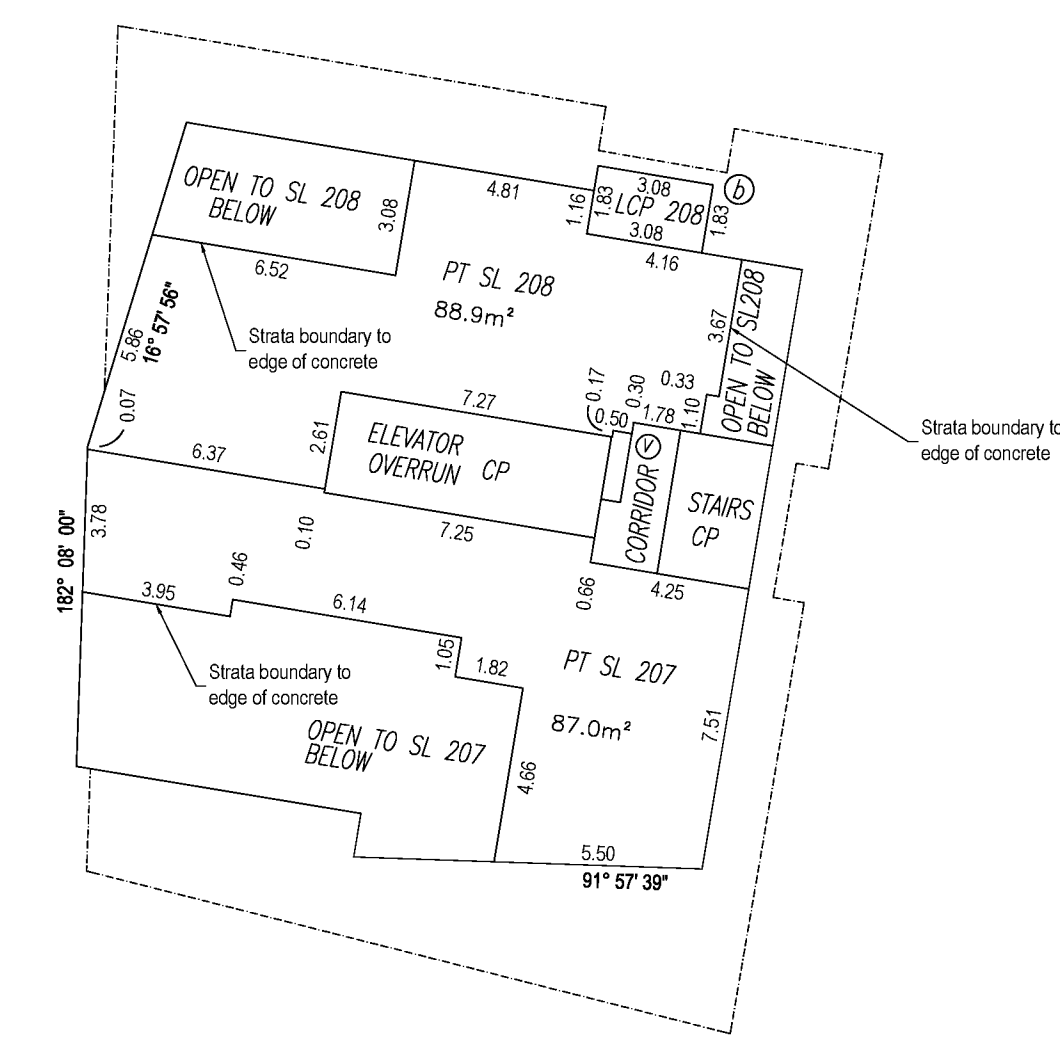 3.08
b
4.81
1.16
1.83
LCP 208
1.83
OPEN TO SL 208
BELOW
3.08
3.08
4.16
6.52
PT SL 208
88.9m²
3.67
OPEN TO SL208
BELOW
Strata boundary to
edge of concrete
5.86
16° 57' 56"
0.07
7.27
0.17
0.50
0.30
0.33
1.78
1.10
Strata boundary to
edge of concrete
6.37
2.61
ELEVATOR
OVERRUN CP
V
CORRIDOR
STAIRS
CP
3.78
182° 08' 00"
0.10
7.25
0.46
3.95
6.14
0.66
4.25
1.05
1.82
PT SL 207
87.0m²
Strata boundary to
edge of concrete
7.51
OPEN TO SL 207
BELOW
4.66
5.50
91° 57' 39"